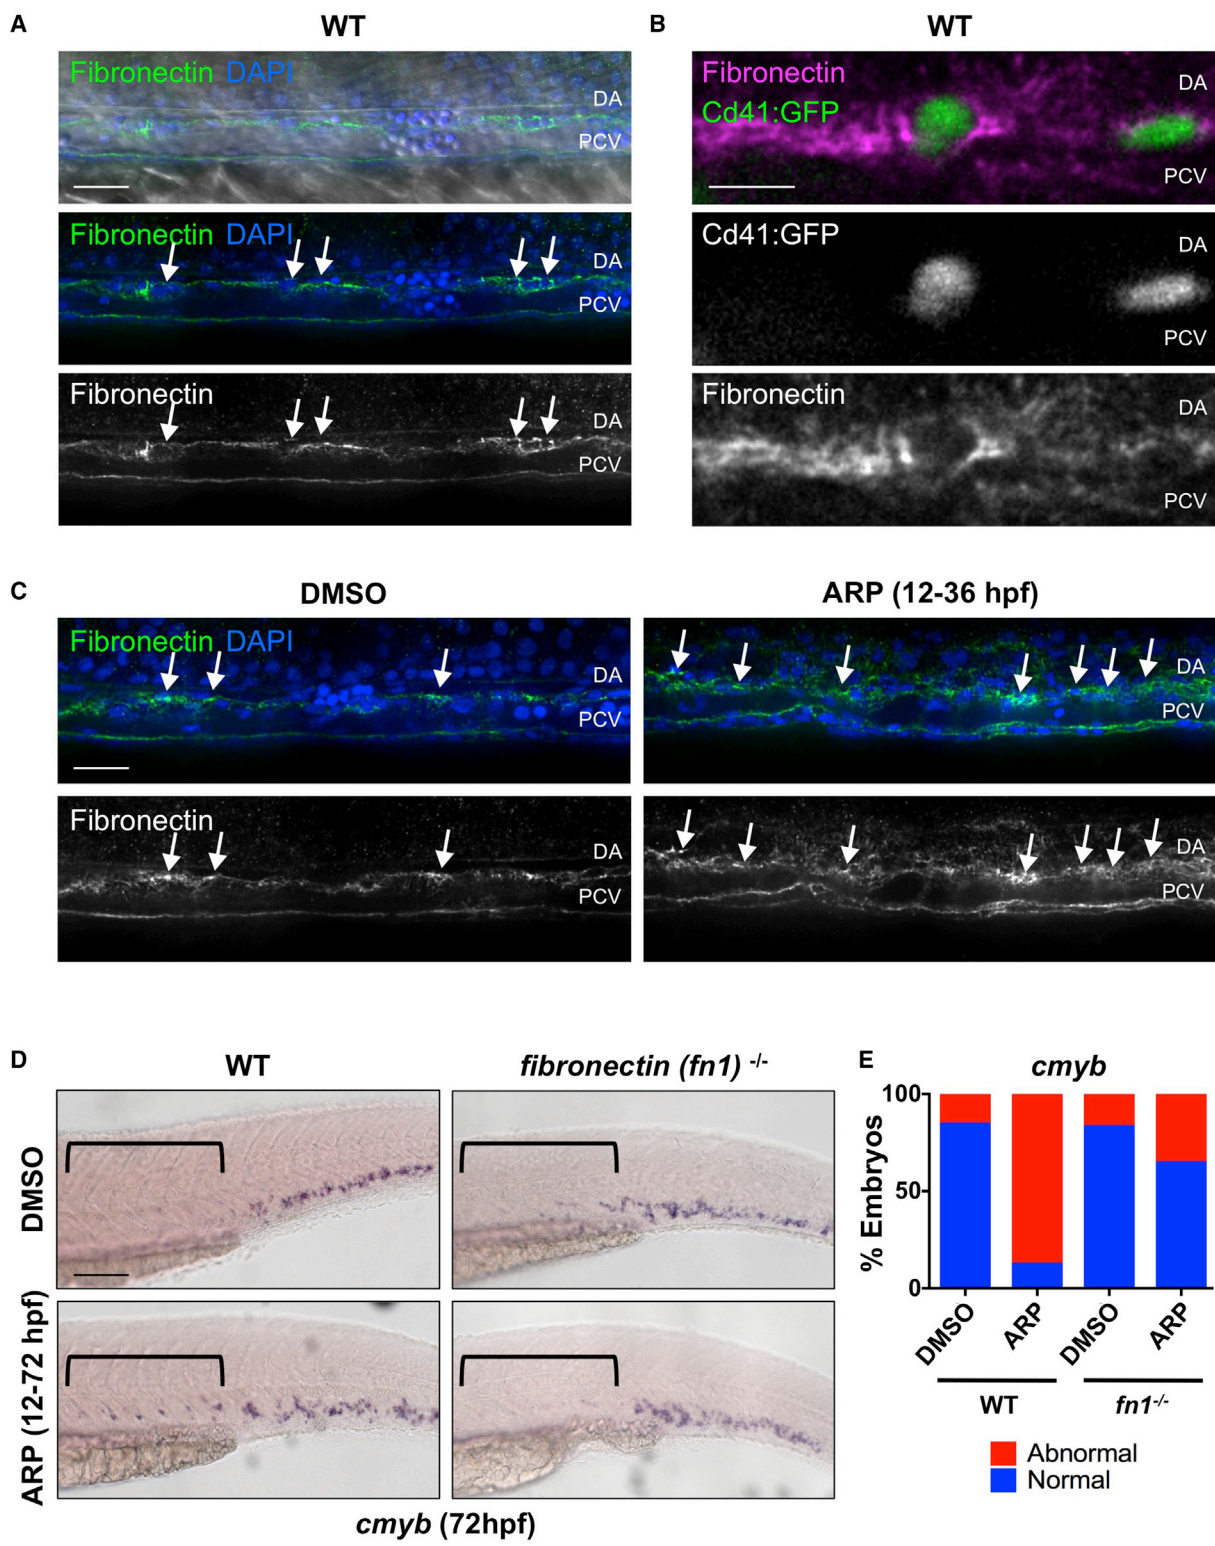 A
WT
Fibronectin DAPI
DA
PCV
Fibronectin DAPI
DA
PCV
Fibronectin
DA
PCV
B
WT
Fibronectin
Cd41:GFP
DA
PCV
Cd41:GFP
DA
PCV
Fibronectin
DA
PCV
C
DMSO
ARP (12-36 hpf)
Fibronectin DAPI
DA
PCV
DA
PCV
Fibronectin
DA
PCV
DA
PCV
D
WT
fibronectin (fn1) -/-
DMSO
ARP (12-72 hpf)
cmyb (72hpf)
E
cmyb
% Embryos
100
50
0
DMSO
ARP
DMSO
ARP
WT
fn1-/-
Abnormal
Normal